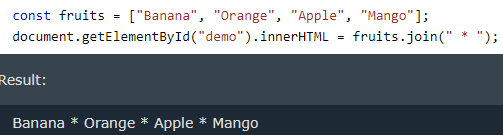 const fruits = ["Banana", "Orange", "Apple", "Mango"];
document.getElementById("demo").innerHTML = fruits.join(" * ");
Result:
Banana * Orange * Apple * Mango